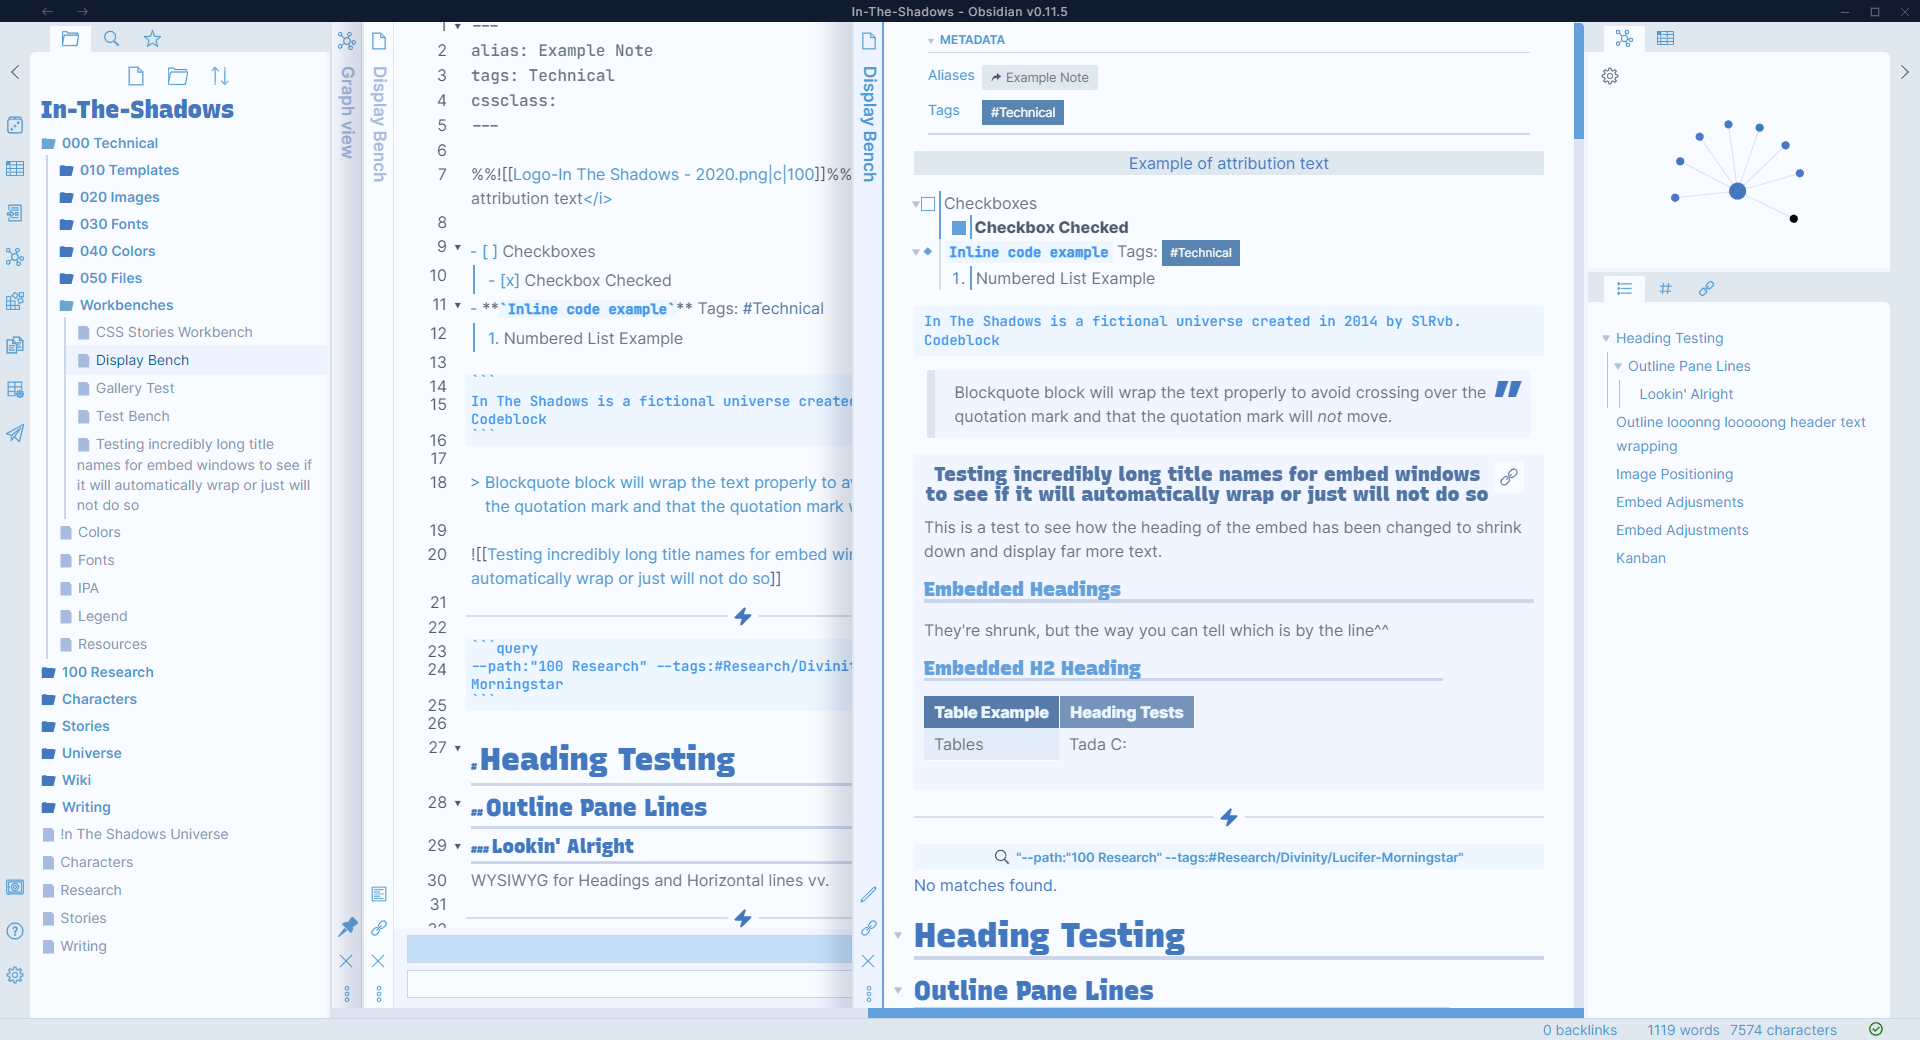 In-The-Shadows - Obsidian v0.11.5
In-The-Shadows
000 Technical
010 Templates
020 Images
030 Fonts
040 Colors
050 Files
Workbenches
CSS Stories Workbench
Display Bench
Gallery Test
Test Bench
Testing incredibly long title
names for embed windows to see if
it will automatically wrap or just will
not do so
Colors
Fonts
IPA
Legend
Resources
100 Research
Characters
Stories
Universe
Wiki
Writing
!n The Shadows Universe
Characters
Research
Stories
Writing
Graph view
Display Bench
1 ---
2 alias: Example Note
3 tags: Technical
4 cssclass:
5 ---
6
7 %%![[Logo-In The Shadows - 2020.png|c|100]]%%
attribution text</i>
8
9 - [ ] Checkboxes
10 - [x] Checkbox Checked
11 - **`Inline code example`** Tags: #Technical
12 1. Numbered List Example
13
14 ```
15 In The Shadows is a fictional universe created
Codeblock
16 ```
17
18 > Blockquote block will wrap the text properly to av
the quotation mark and that the quotation mark
19
20 ![[Testing incredibly long title names for embed wi
automatically wrap or just will not do so]]
21
22
23 ```query
24 --path:"100 Research" --tags:#Research/Divinit
Morningstar
25 ```
26
27 # Heading Testing
28 ## Outline Pane Lines
29 ### Lookin' Alright
30 WYSIWYG for Headings and Horizontal lines vv.
31
Display Bench
METADATA
Aliases Example Note
Tags #Technical
Example of attribution text
Checkboxes
Checkbox Checked
Inline code example Tags: #Technical
1. Numbered List Example
In The Shadows is a fictional universe created in 2014 by SlRvb.
Codeblock
Blockquote block will wrap the text properly to avoid crossing over the
quotation mark and that the quotation mark will not move.
Testing incredibly long title names for embed windows
to see if it will automatically wrap or just will not do so
This is a test to see how the heading of the embed has been changed to shrink
down and display far more text.
Embedded Headings
They're shrunk, but the way you can tell which is by the line^^
Embedded H2 Heading
Table Example Heading Tests
Tables Tada C:
"--path:"100 Research" --tags:#Research/Divinity/Lucifer-Morningstar"
No matches found.
Heading Testing
Outline Pane Lines
Heading Testing
Outline Pane Lines
Lookin' Alright
Outline looonng looooong header text
wrapping
Image Positioning
Embed Adjusments
Embed Adjustments
Kanban
0 backlinks 1119 words 7574 characters